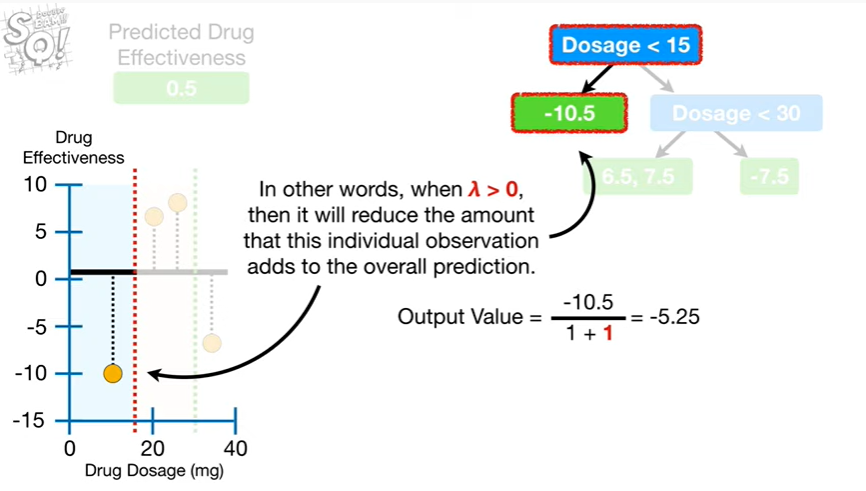 SQ!
Predicted Drug
Effectiveness
0.5
Dosage < 15
-10.5
Dosage < 30
6.5, 7.5
-7.5
Drug
Effectiveness
10
5
0
-5
-10
-15
0
20
40
Drug Dosage (mg)
In other words, when λ > 0,
then it will reduce the amount
that this individual observation
adds to the overall prediction.
Output Value = -10.5
1 + 1
= -5.25